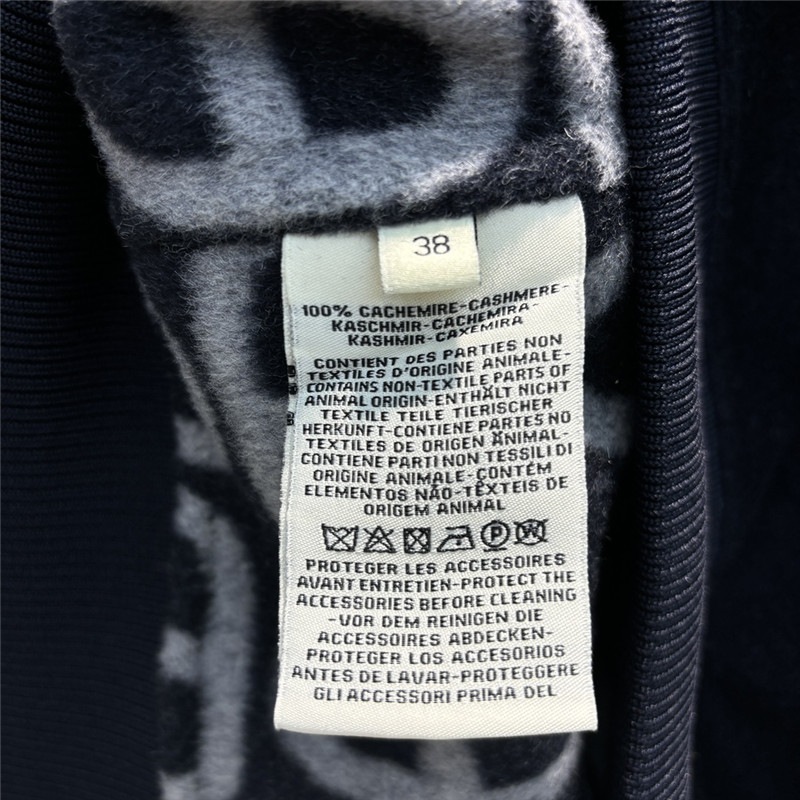 38
100% CACHEMIRE-CASHMERE-
KASCHMIR-CACHEMIRA-
KASHMIR-CAXEMIRA
CONTIENT DES PARTIES NON
TEXTILES D'ORIGINE ANIMALE-
CONTAINS NON-TEXTILE PARTS OF
ANIMAL ORIGIN-ENTHÄLT NICHT
TEXTILE TEILE TIERISCHER
HERKUNFT-CONTIENE PARTES NO
TEXTILES DE ORIGEN ANIMAL-
CONTIENE PARTI NON TESSILI DI
ORIGINE ANIMALE-CONTÉM
ELEMENTOS NÃO-TÊXTEIS DE
ORIGEM ANIMAL
P W
PROTEGER LES ACCESSOIRES
AVANT ENTRETIEN-PROTECT THE
ACCESSORIES BEFORE CLEANING
-VOR DEM REINIGEN DIE
ACCESSOIRES ABDECKEN-
PROTEGER LOS ACCESORIOS
ANTES DE LAVAR-PROTEGGERE
GLI ACCESSORI PRIMA DEL